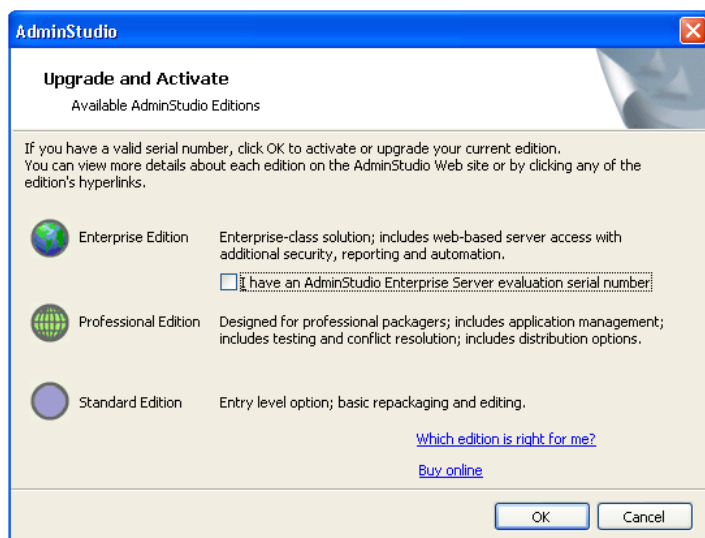 AdminStudio
Upgrade and Activate
Available AdminStudio Editions
If you have a valid serial number, click OK to activate or upgrade your current edition.
You can view more details about each edition on the AdminStudio Web site or by clicking any of the
edition's hyperlinks.
Enterprise Edition
Enterprise-class solution; includes web-based server access with
additional security, reporting and automation.
I have an AdminStudio Enterprise Server evaluation serial number
Professional Edition
Designed for professional packagers; includes application management;
includes testing and conflict resolution; includes distribution options.
Standard Edition
Entry level option; basic repackaging and editing.
Which edition is right for me?
Buy online
OK
Cancel